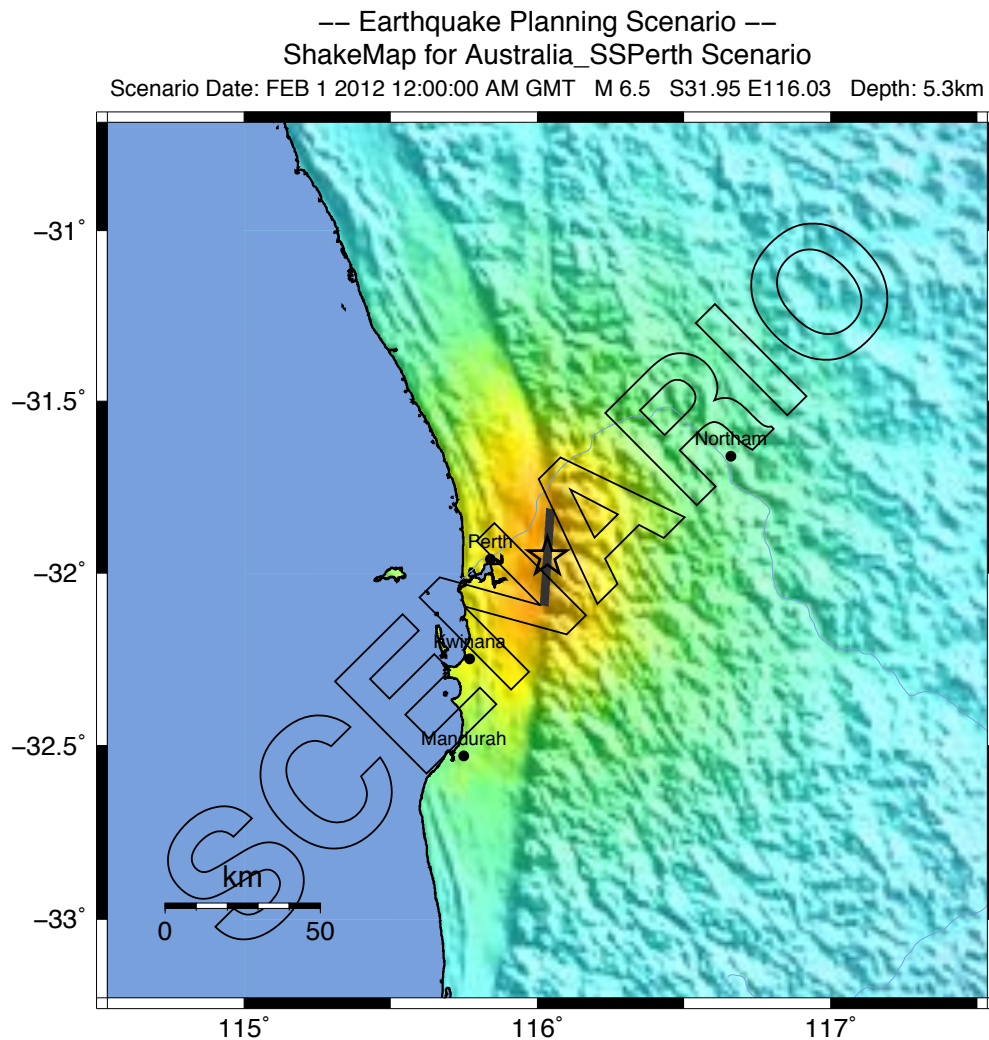 –– Earthquake Planning Scenario ––
ShakeMap for Australia_SSPerth Scenario
Scenario Date: FEB 1 2012 12:00:00 AM GMT M 6.5 S31.95 E116.03 Depth: 5.3km
−31˚
−31.5˚
Northam
Perth
−32˚
Kwinana
−32.5˚
Mandurah
SCENARIO
km
−33˚
0 50
115˚ 116˚ 117˚